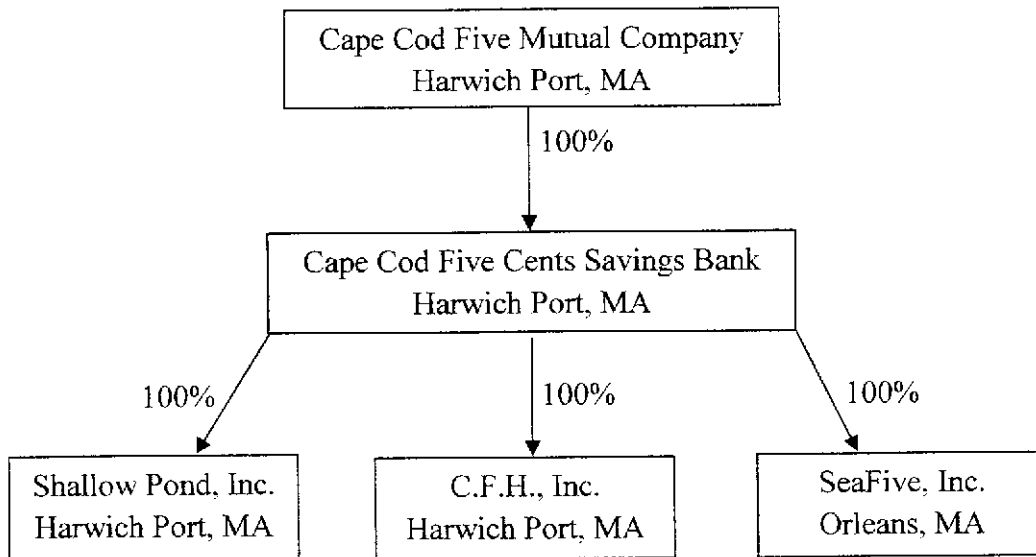 Cape Cod Five Mutual Company
Harwich Port, MA
100%
Cape Cod Five Cents Savings Bank
Harwich Port, MA
100%
100%
100%
Shallow Pond, Inc.
Harwich Port, MA
C.F.H., Inc.
Harwich Port, MA
SeaFive, Inc.
Orleans, MA